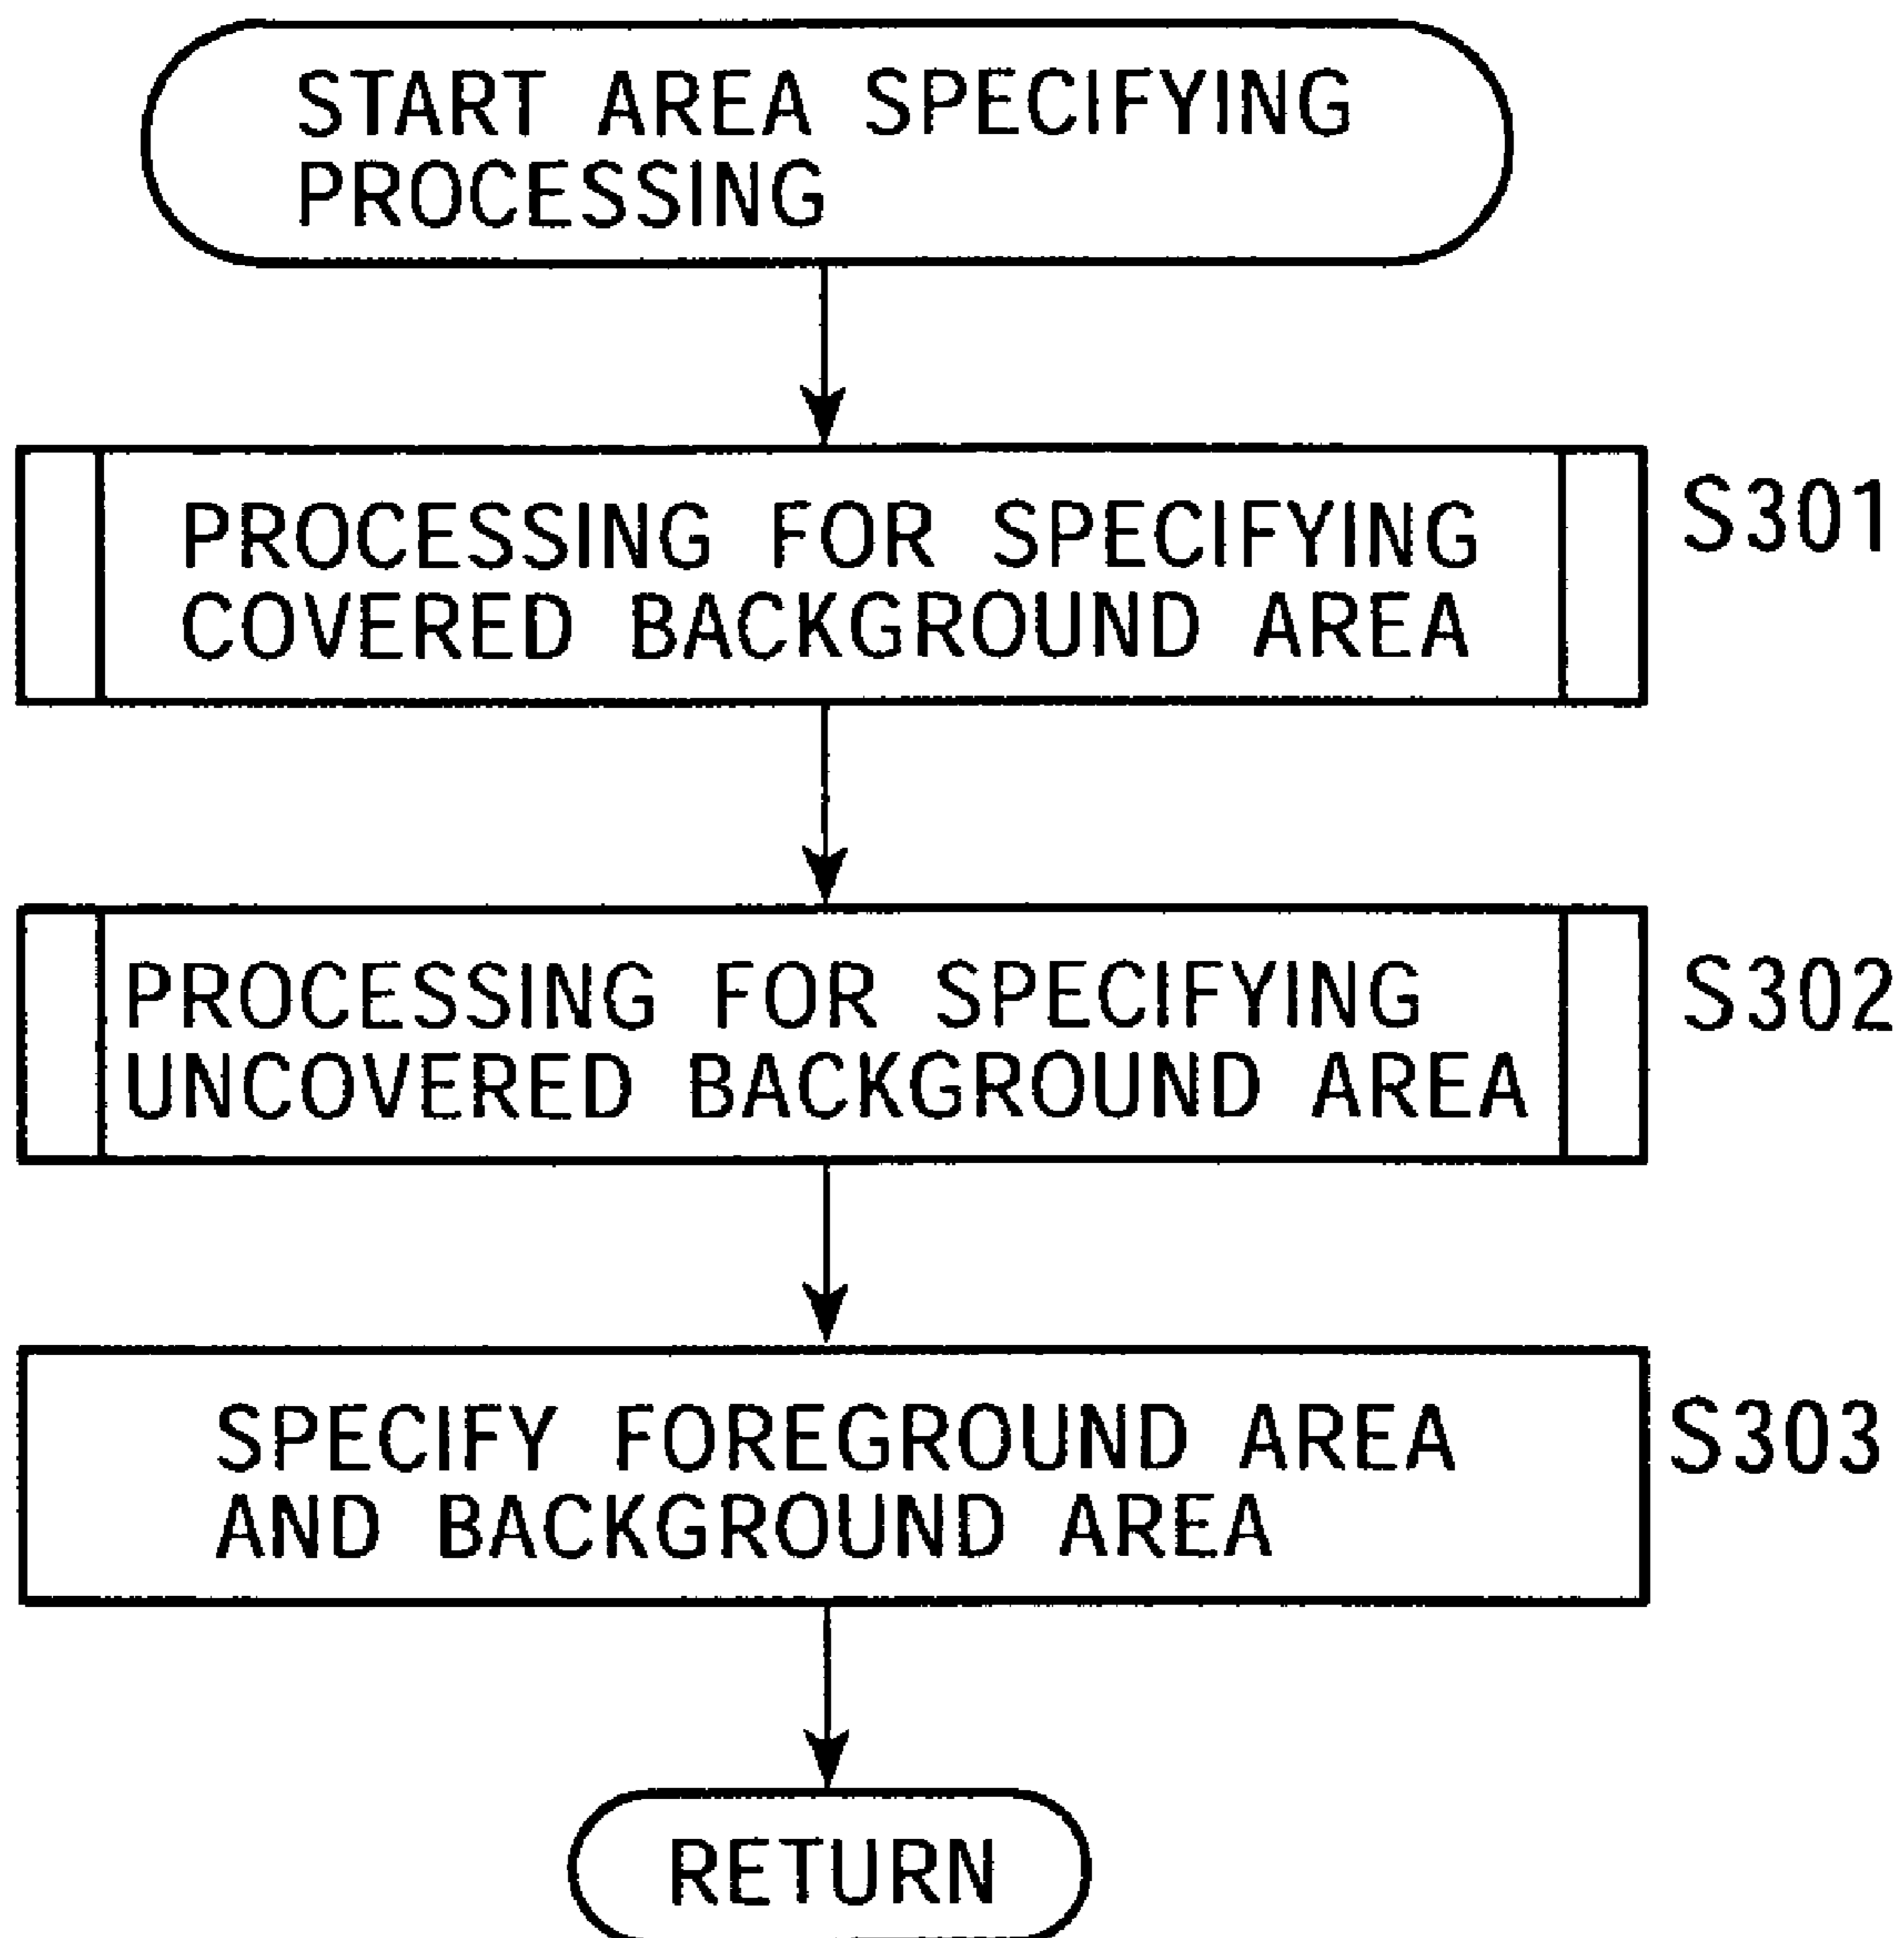 START AREA SPECIFYING
PROCESSING
PROCESSING FOR SPECIFYING
COVERED BACKGROUND AREA
S301
PROCESSING FOR SPECIFYING
UNCOVERED BACKGROUND AREA
S302
SPECIFY FOREGROUND AREA
AND BACKGROUND AREA
S303
RETURN